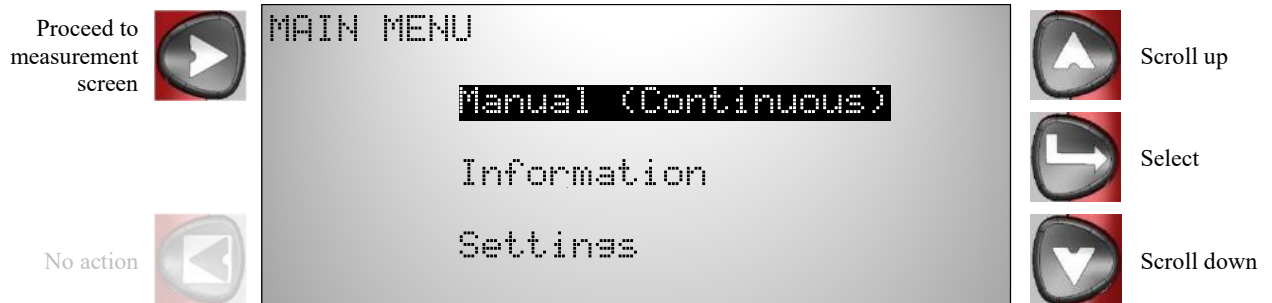 Proceed to
measurement
screen
MAIN MENU
Manual (Continuous)
Information
Settings
No action
Scroll up
Select
Scroll down